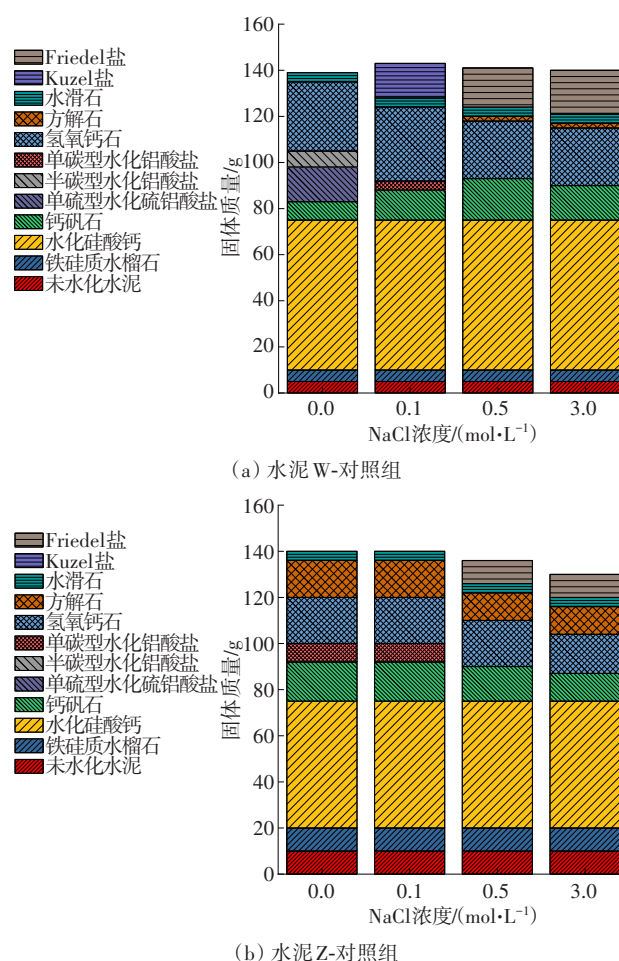 160
140
120
100
80
60
40
20
0
固体质量/g
Friedel盐
Kuzel盐
水滑石
方解石
氢氧钙石
单碳型水化铝酸盐
半碳型水化铝酸盐
单硫型水化硫铝酸盐
钙矾石
水化硅酸钙
铁硅质水榴石
未水化水泥
0.0 0.1 0.5 3.0
NaCl浓度/(mol·L⁻¹)
(a) 水泥W-对照组
160
140
120
100
80
60
40
20
0
固体质量/g
Friedel盐
Kuzel盐
水滑石
方解石
氢氧钙石
单碳型水化铝酸盐
半碳型水化铝酸盐
单硫型水化硫铝酸盐
钙矾石
水化硅酸钙
铁硅质水榴石
未水化水泥
0.0 0.1 0.5 3.0
NaCl浓度/(mol·L⁻¹)
(b) 水泥Z-对照组